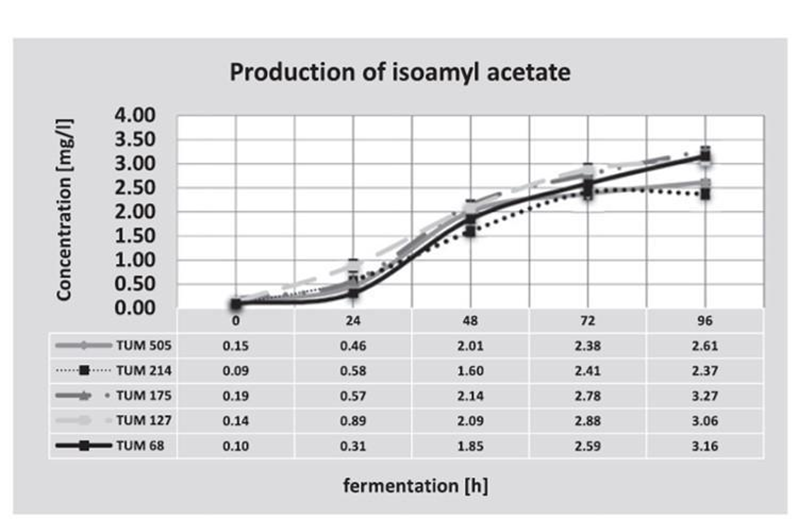 Production of isoamyl acetate
Concentration [mg/l]
4.00
3.50
3.00
2.50
2.00
1.50
1.00
0.50
0.00
0 24 48 72 96
TUM 505 0.15 0.46 2.01 2.38 2.61
TUM 214 0.09 0.58 1.60 2.41 2.37
TUM 175 0.19 0.57 2.14 2.78 3.27
TUM 127 0.14 0.89 2.09 2.88 3.06
TUM 68 0.10 0.31 1.85 2.59 3.16
fermentation [h]